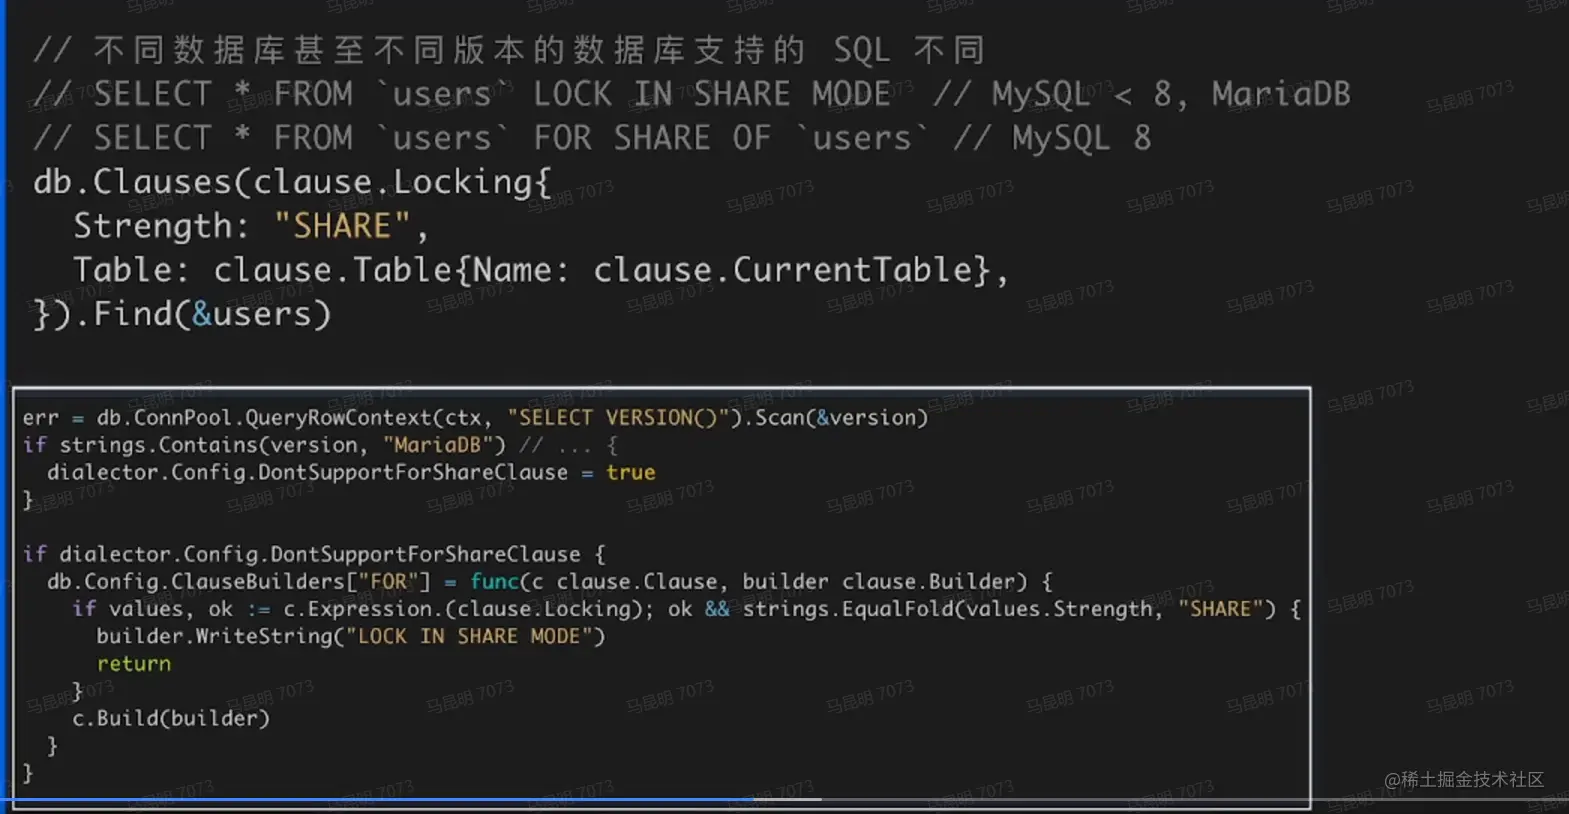 // 不同数据库甚至不同版本的数据库支持的 SQL 不同
// SELECT * FROM `users` LOCK IN SHARE MODE  // MySQL < 8, MariaDB
// SELECT * FROM `users` FOR SHARE OF `users` // MySQL 8
db.Clauses(clause.Locking{
  Strength: "SHARE",
  Table: clause.Table{Name: clause.CurrentTable},
}).Find(&users)
err = db.ConnPool.QueryRowContext(ctx, "SELECT VERSION()").Scan(&version)
if strings.Contains(version, "MariaDB") // ... {
  dialector.Config.DontSupportForShareClause = true
}
if dialector.Config.DontSupportForShareClause {
  db.Config.ClauseBuilders["FOR"] = func(c clause.Clause, builder clause.Builder) {
    if values, ok := c.Expression.(clause.Locking); ok && strings.EqualFold(values.Strength, "SHARE") {
      builder.WriteString("LOCK IN SHARE MODE")
      return
    }
    c.Build(builder)
  }
}
@稀土掘金技术社区
马昆明 7073